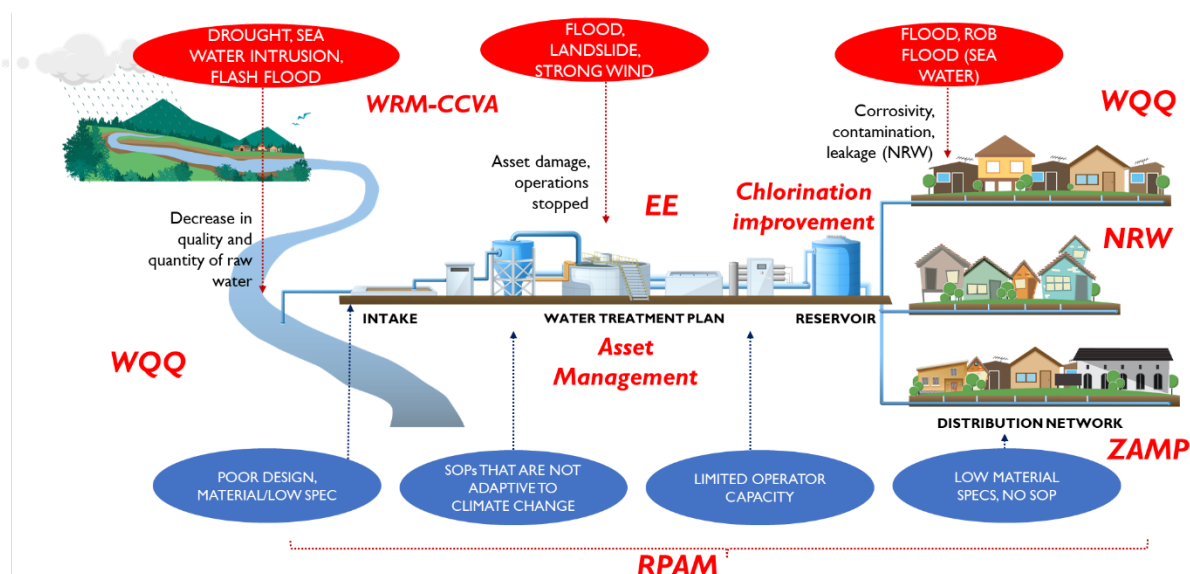 DROUGHT, SEA
WATER INTRUSION,
FLASH FLOOD
FLOOD,
LANDSLIDE,
STRONG WIND
FLOOD, ROB
FLOOD (SEA
WATER)
WRM-CCVA
WQQ
Corrosivity,
contamination,
leakage (NRW)
Asset damage,
operations
stopped
EE
Chlorination
improvement
Decrease in
quality and
quantity of raw
water
NRW
INTAKE
WATER TREATMENT PLAN
RESERVOIR
WQQ
Asset
Management
DISTRIBUTION NETWORK
ZAMP
POOR DESIGN,
MATERIAL/LOW SPEC
SOPs THAT ARE NOT
ADAPTIVE TO
CLIMATE CHANGE
LIMITED OPERATOR
CAPACITY
LOW MATERIAL
SPECS, NO SOP
RPAM